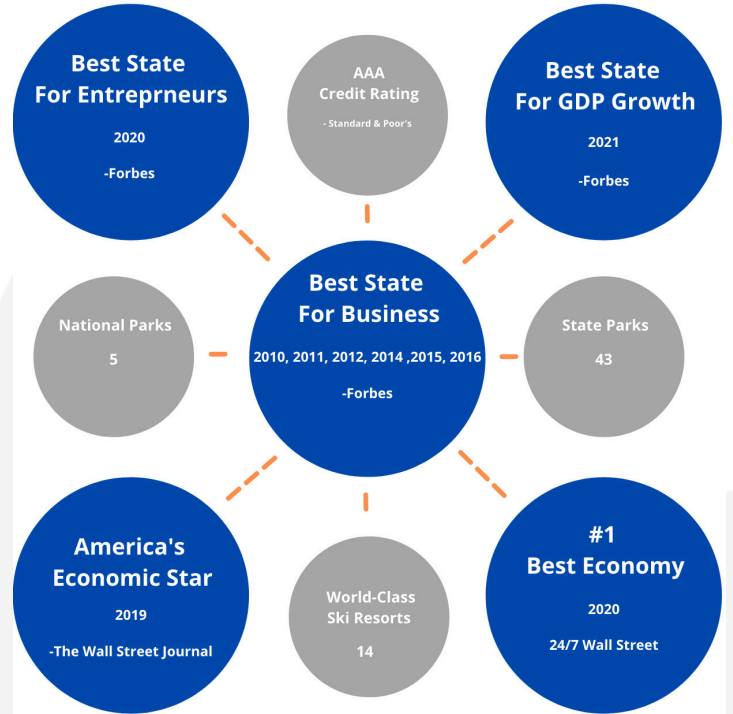 Best State
For Entreprneurs
2020
-Forbes
AAA
Credit Rating
- Standard & Poor's
Best State
For GDP Growth
2021
-Forbes
National Parks
5
Best State
For Business
2010, 2011, 2012, 2014 ,2015, 2016
-Forbes
State Parks
43
America's
Economic Star
2019
-The Wall Street Journal
World-Class
Ski Resorts
14
#1
Best Economy
2020
24/7 Wall Street